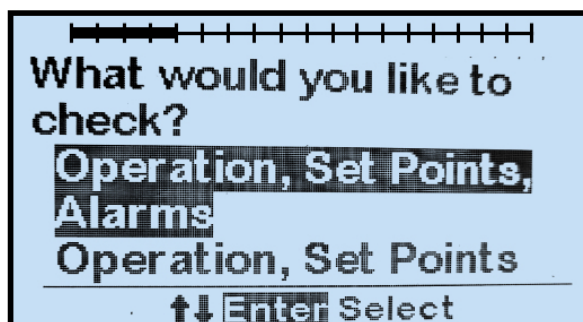 What would you like to
check?
Operation, Set Points,
Alarms
Operation, Set Points
↑↓ Enter Select